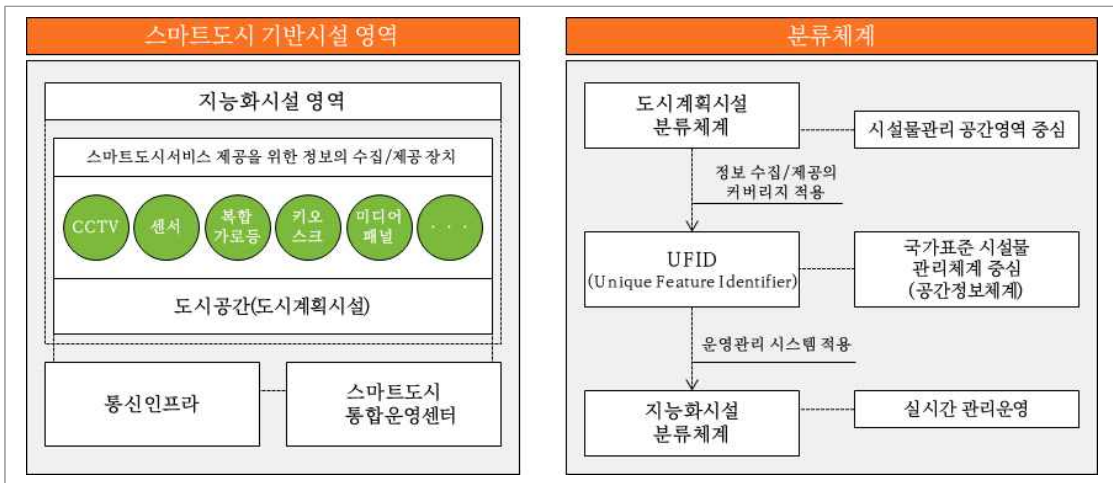 스마트도시 기반시설 영역
지능화시설 영역
스마트도시서비스 제공을 위한 정보의 수집/제공 장치
CCTV
센서
복합
가로등
키오
스크
미디어
패널
· · ·
도시공간(도시계획시설)
통신인프라
스마트도시
통합운영센터
분류체계
도시계획시설
분류체계
시설물관리 공간영역 중심
정보 수집/제공의
커버리지 적용
UFID
(Unique Feature Identifier)
국가표준 시설물
관리체계 중심
(공간정보체계)
운영관리 시스템 적용
지능화시설
분류체계
실시간 관리운영